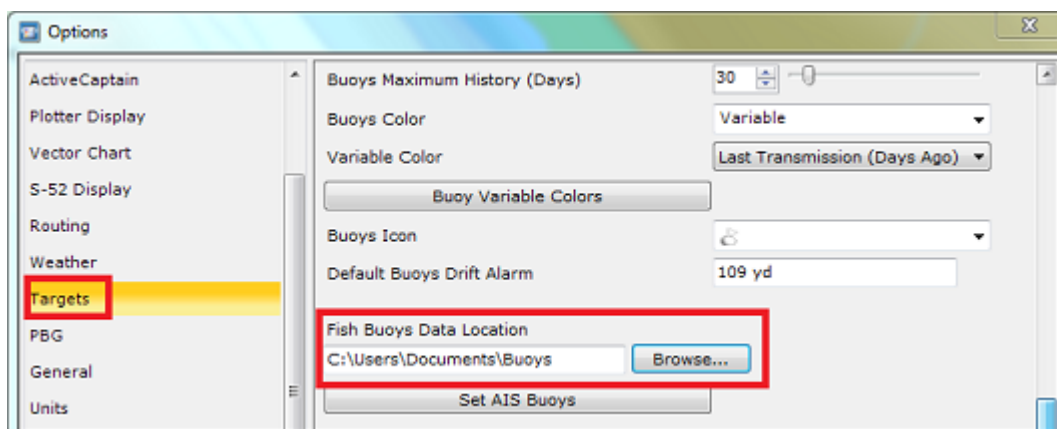 Options
ActiveCaptain
Plotter Display
Vector Chart
S-52 Display
Routing
Weather
Targets
PBG
General
Units
Buoys Maximum History (Days) 30
Buoys Color Variable
Variable Color Last Transmission (Days Ago)
Buoy Variable Colors
Buoys Icon
Default Buoys Drift Alarm 109 yd
Fish Buoys Data Location
C:\Users\Documents\Buoys Browse...
Set AIS Buoys